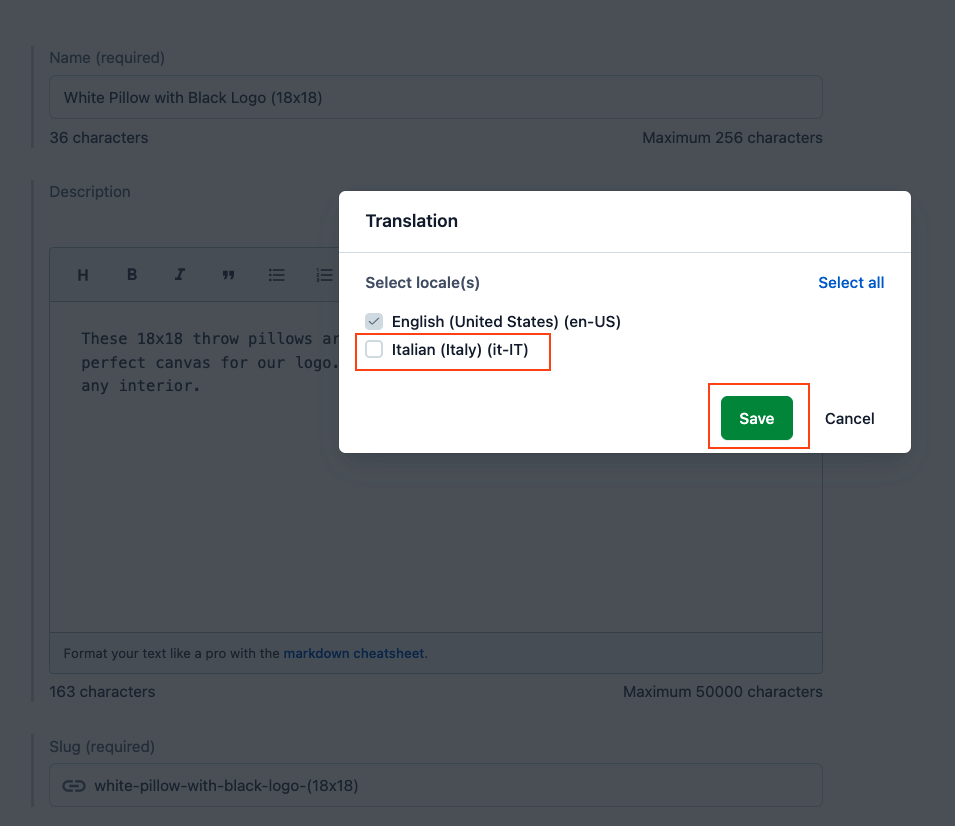 Name (required)
White Pillow with Black Logo (18x18)
36 characters
Maximum 256 characters
Description
H B I
These 18x18 throw pillows ar
perfect canvas for our logo.
any interior.
Translation
Select locale(s)
Select all
English (United States) (en-US)
Italian (Italy) (it-IT)
Save
Cancel
Format your text like a pro with the markdown cheatsheet.
163 characters
Maximum 50000 characters
Slug (required)
white-pillow-with-black-logo-(18x18)